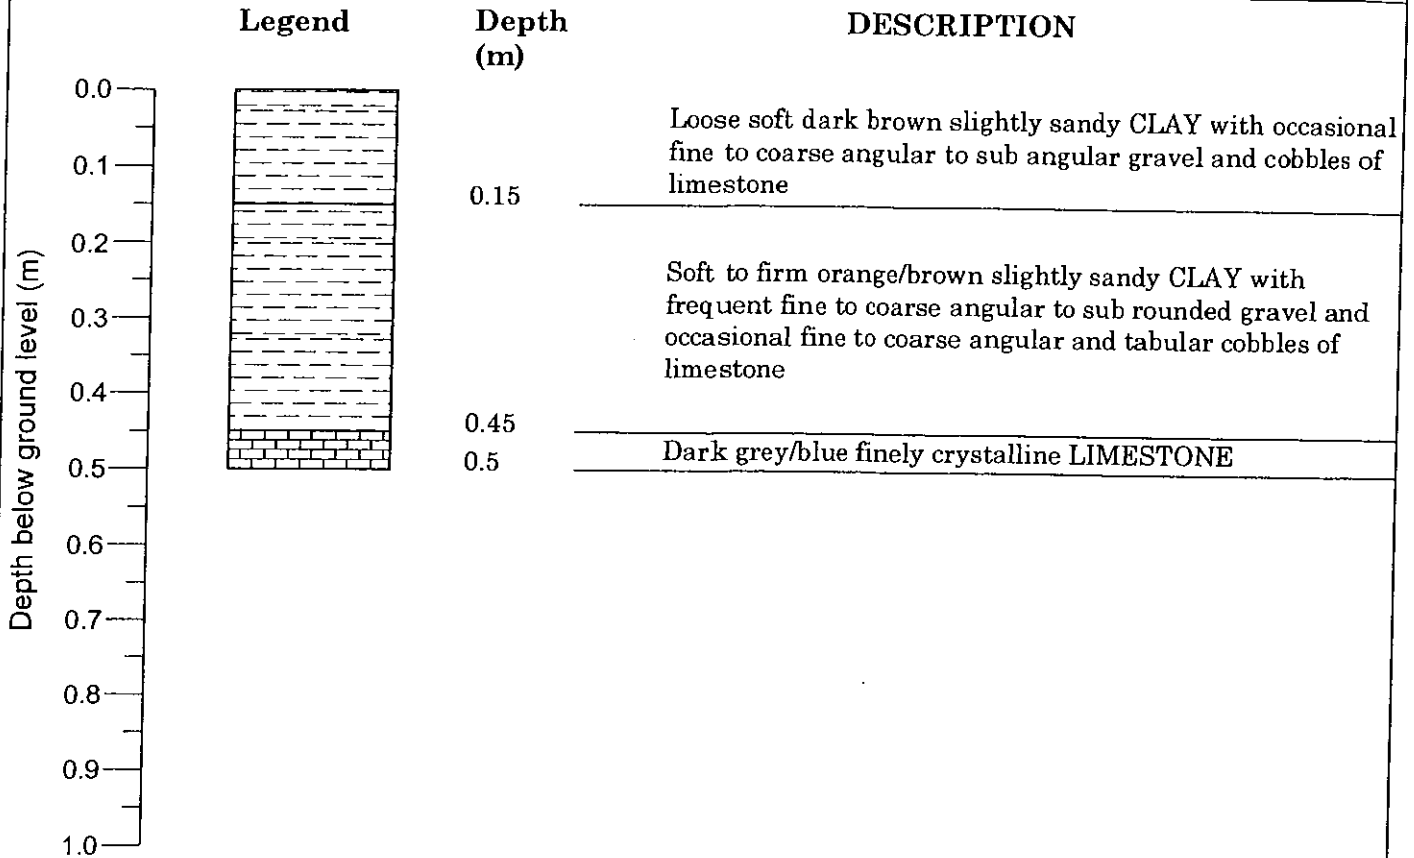 Legend Depth (m) DESCRIPTION
0.0
Loose soft dark brown slightly sandy CLAY with occasional
fine to coarse angular to sub angular gravel and cobbles of
limestone
0.1
0.15
0.2
Soft to firm orange/brown slightly sandy CLAY with
frequent fine to coarse angular to sub rounded gravel and
occasional fine to coarse angular and tabular cobbles of
limestone
0.3
0.4
0.45
Dark grey/blue finely crystalline LIMESTONE
0.5
0.5
0.6
0.7
0.8
0.9
1.0
Depth below ground level (m)